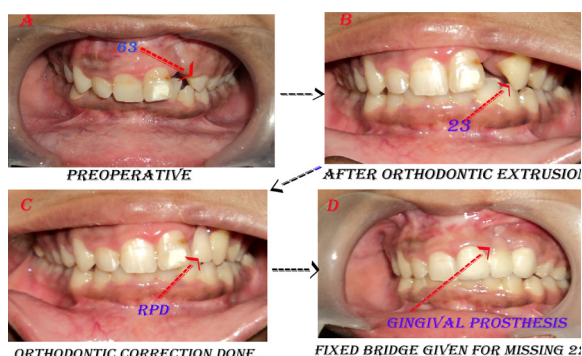 A
63
PREOPERATIVE
B
23
AFTER ORTHODONTIC EXTRUSION
C
RPD
ORTHODONTIC CORRECTION DONE
D
GINGIVAL PROSTHESIS
FIXED BRIDGE GIVEN FOR MISSING 22